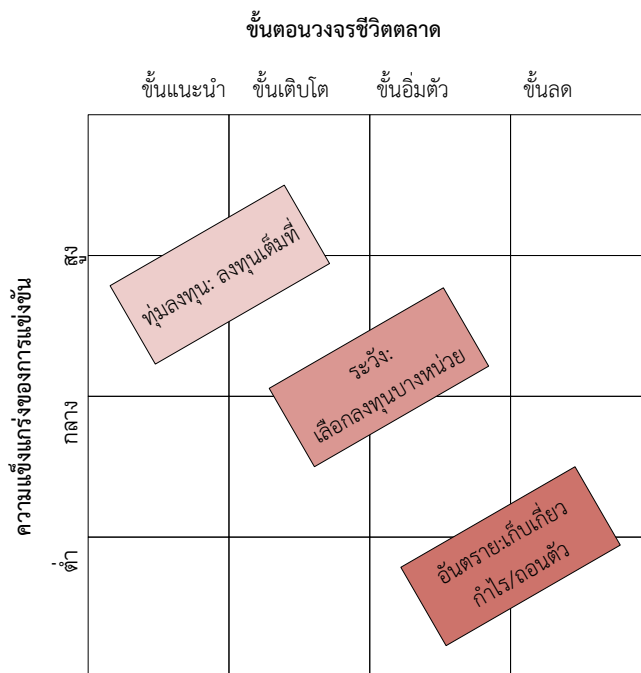 ขั้นตอนวงจรชีวิตตลาด
ขั้นแนะนำ ขั้นเติบโต ขั้นอิ่มตัว ขั้นลด
ความแข็งแกร่งของการแข่งขัน
สูง
กลาง
ต่ำ
ทุ่มลงทุน: ลงทุนเต็มที่
ระวัง:
เลือกลงทุนบางหน่วย
อันตราย:เก็บเกี่ยว
กำไร/ถอนตัว